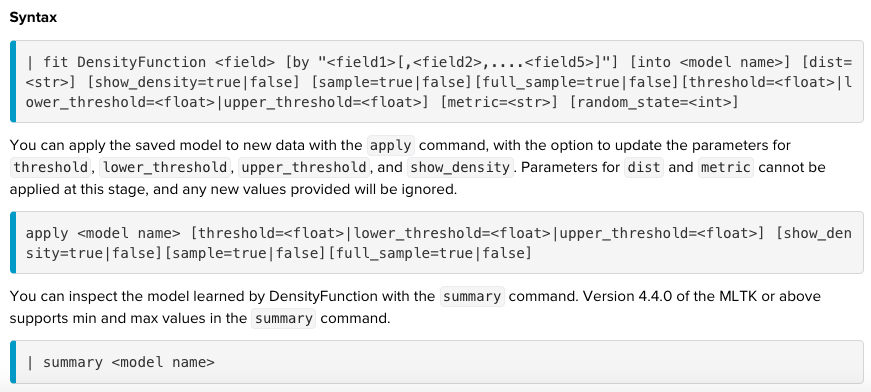 Syntax
| fit DensityFunction <field> [by "<field1>[,<field2>,....<field5>]"] [into <model name>] [dist=
<str>] [show_density=true|false] [sample=true|false][full_sample=true|false][threshold=<float>|l
ower_threshold=<float>|upper_threshold=<float>] [metric=<str>] [random_state=<int>]
You can apply the saved model to new data with the apply command, with the option to update the parameters for
threshold, lower_threshold, upper_threshold, and show_density. Parameters for dist and metric cannot be
applied at this stage, and any new values provided will be ignored.
apply <model name> [threshold=<float>|lower_threshold=<float>|upper_threshold=<float>] [show_den
sity=true|false][sample=true|false][full_sample=true|false]
You can inspect the model learned by DensityFunction with the summary command. Version 4.4.0 of the MLTK or above
supports min and max values in the summary command.
| summary <model name>